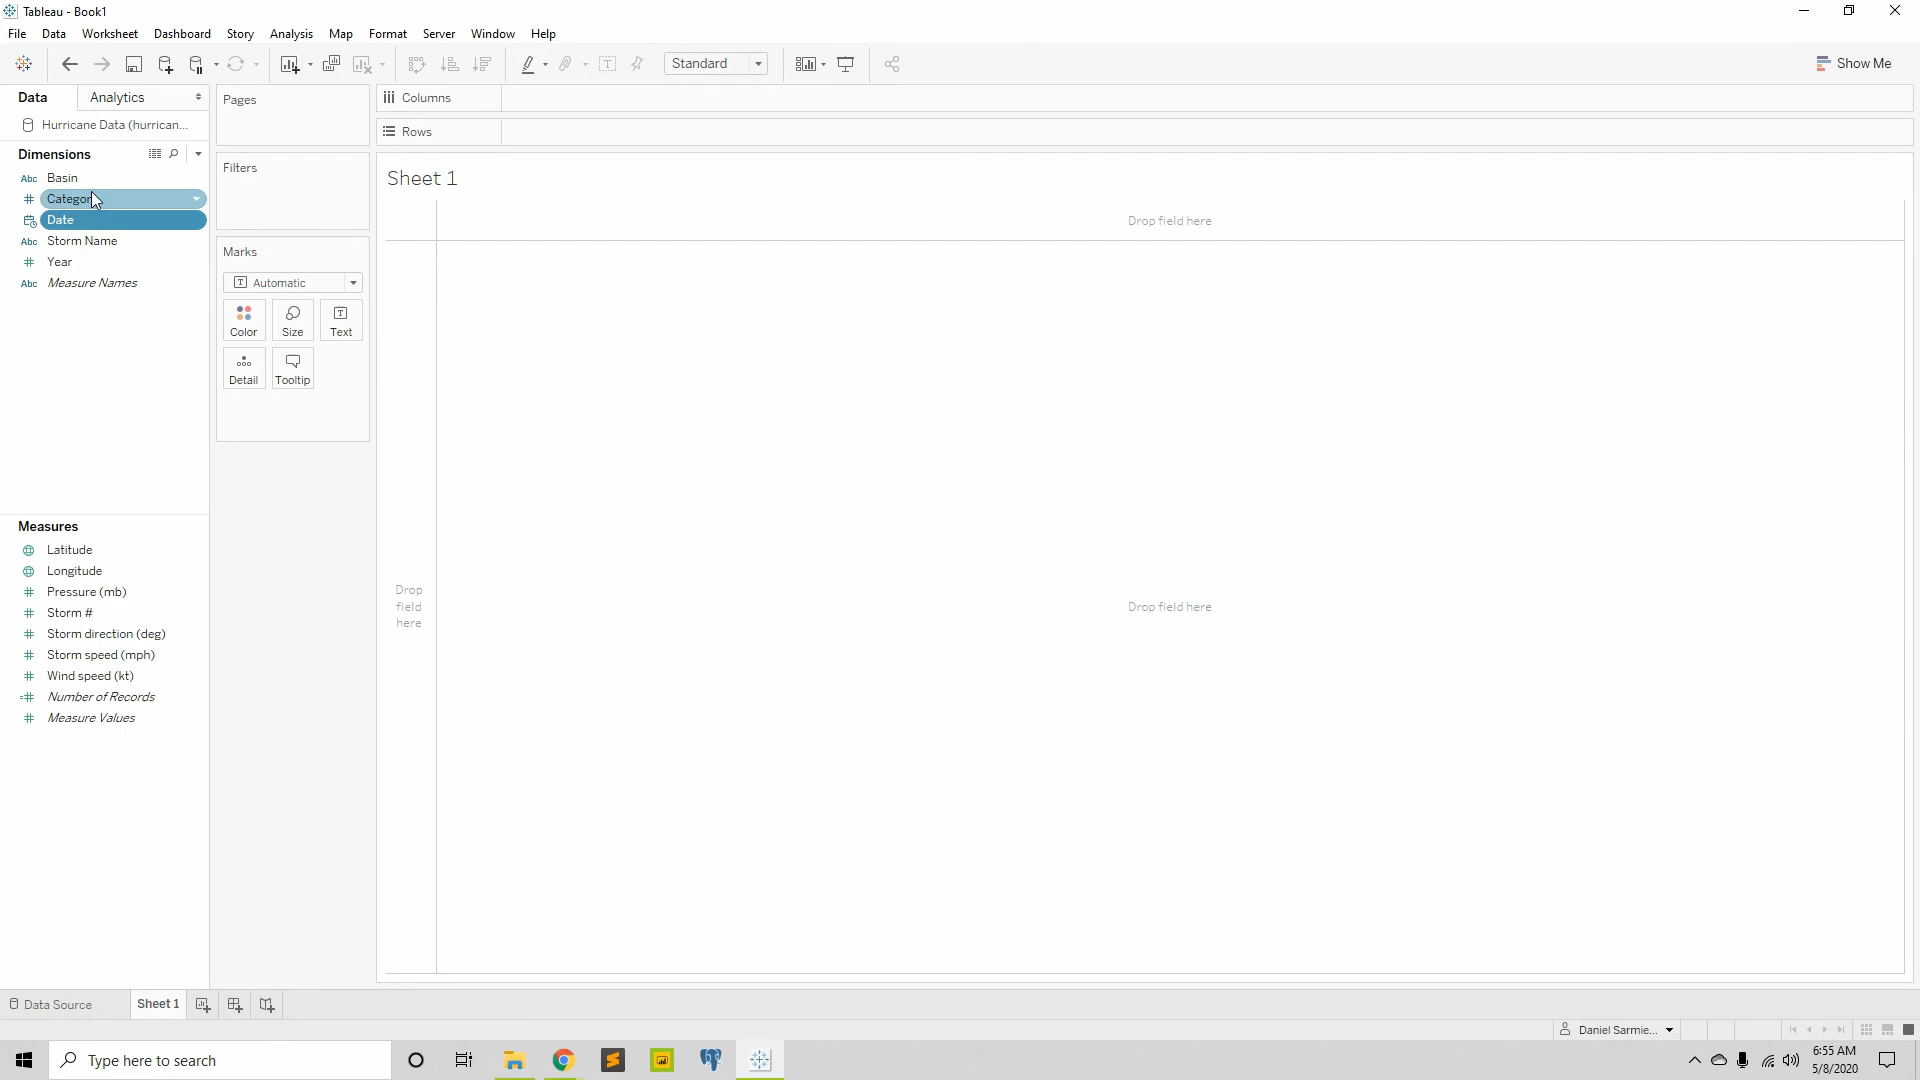 Tableau - Book1
File Data Worksheet Dashboard Story Analysis Map Format Server Window Help
Standard
Show Me
Data Analytics
Hurricane Data (hurrican...
Pages
Columns
Rows
Dimensions
Abc Basin
Categor
Date
Abc Storm Name
Year
Abc Measure Names
Filters
Marks
Automatic
Color Size Text
Detail Tooltip
Sheet 1
Drop field here
Drop
field
here
Drop field here
Measures
Latitude
Longitude
Pressure (mb)
Storm #
Storm direction (deg)
Storm speed (mph)
Wind speed (kt)
Number of Records
Measure Values
Data Source Sheet 1
Daniel Sarmie...
Type here to search
6:55 AM
5/8/2020